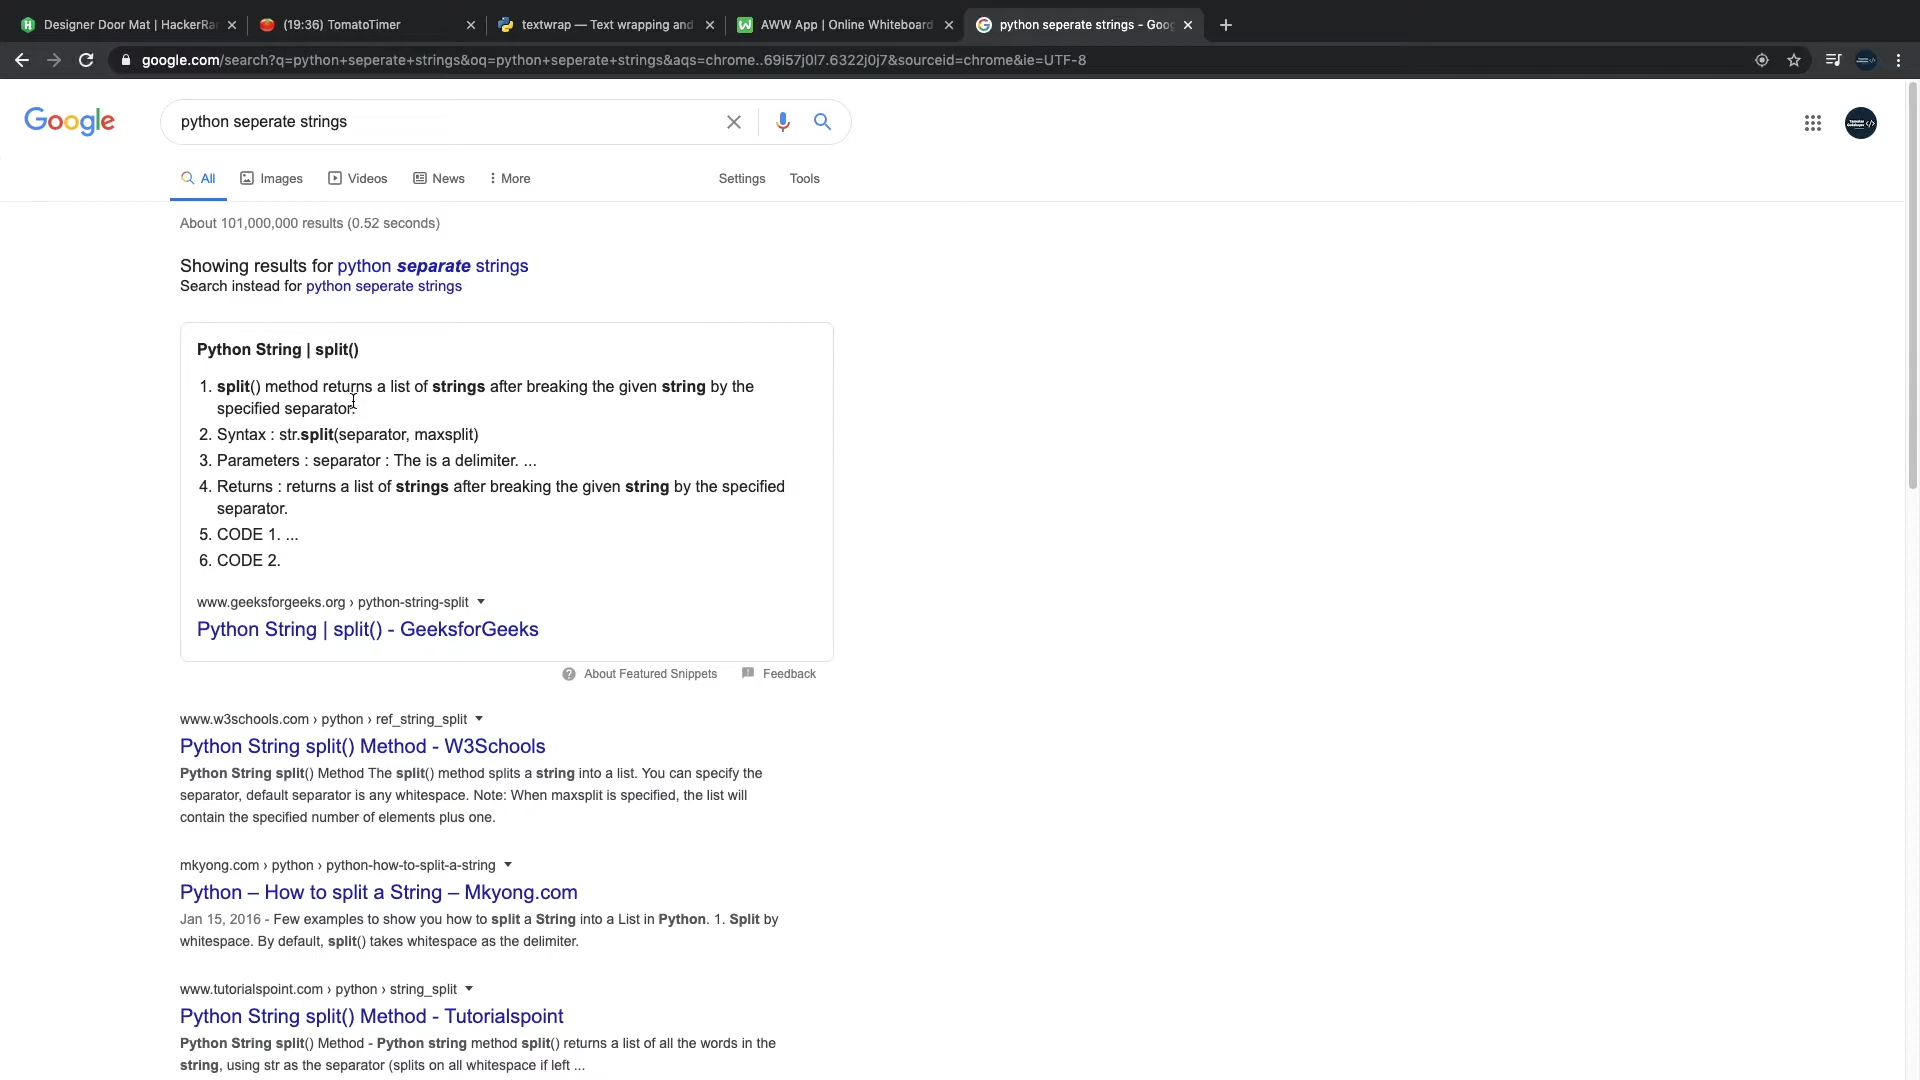 Designer Door Mat | HackerRa
(19:36) TomatoTimer
textwrap — Text wrapping and
AWW App | Online Whiteboard
python seperate strings - Goo
google.com/search?q=python+seperate+strings&oq=python+seperate+strings&aqs=chrome..69i57j0l7.6322j0j7&sourceid=chrome&ie=UTF-8
Google
python seperate strings
All
Images
Videos
News
More
Settings
Tools
About 101,000,000 results (0.52 seconds)
Showing results for python separate strings
Search instead for python seperate strings
Python String | split()
1. split() method returns a list of strings after breaking the given string by the
specified separator.
2. Syntax : str.split(separator, maxsplit)
3. Parameters : separator : The is a delimiter. ...
4. Returns : returns a list of strings after breaking the given string by the specified
separator.
5. CODE 1. ...
6. CODE 2.
www.geeksforgeeks.org › python-string-split
Python String | split() - GeeksforGeeks
About Featured Snippets
Feedback
www.w3schools.com › python › ref_string_split
Python String split() Method - W3Schools
Python String split() Method The split() method splits a string into a list. You can specify the
separator, default separator is any whitespace. Note: When maxsplit is specified, the list will
contain the specified number of elements plus one.
mkyong.com › python › python-how-to-split-a-string
Python – How to split a String – Mkyong.com
Jan 15, 2016 - Few examples to show you how to split a String into a List in Python. 1. Split by
whitespace. By default, split() takes whitespace as the delimiter.
www.tutorialspoint.com › python › string_split
Python String split() Method - Tutorialspoint
Python String split() Method - Python string method split() returns a list of all the words in the
string, using str as the separator (splits on all whitespace if left ...